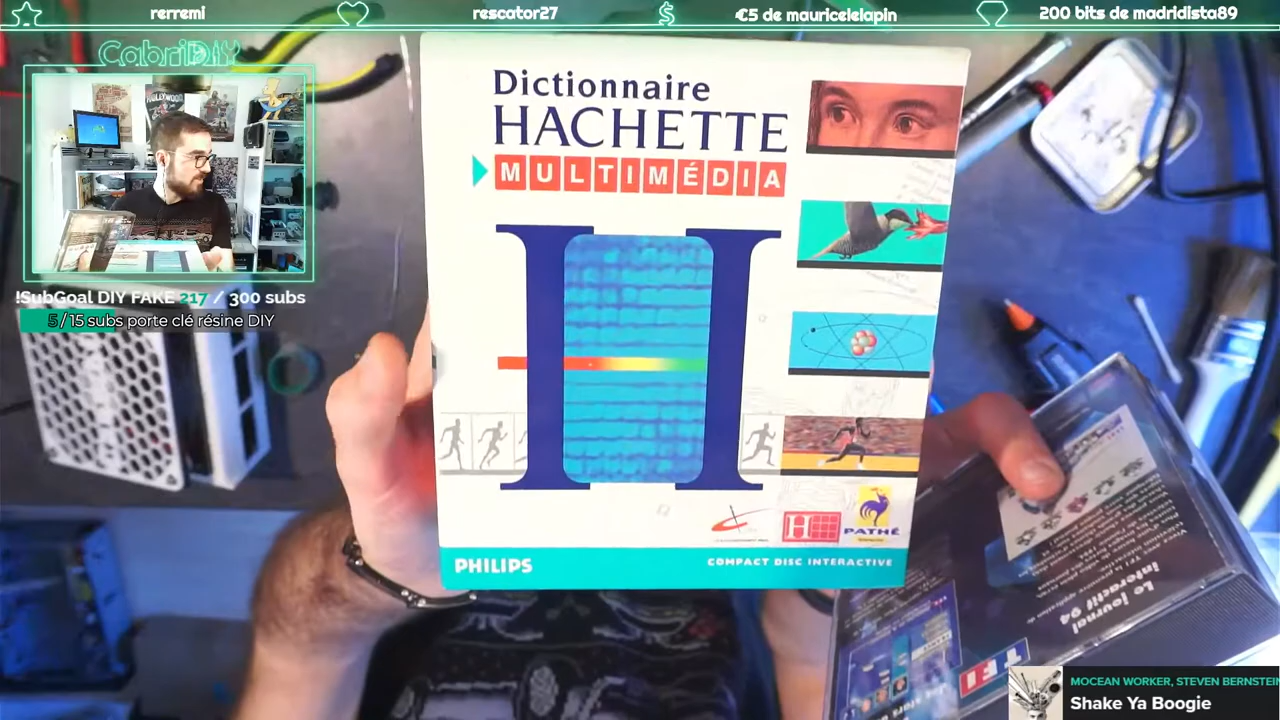 rerremi
rescator27
€5 de mauricelelapin
200 bits de madridista89
CabriDIY
!SubGoal DIY FAKE 217 / 300 subs
5 / 15 subs porte clé résine DIY
Dictionnaire
HACHETTE
MULTIMÉDIA
H
PATHÉ
PHILIPS
COMPACT DISC INTERACTIVE
Le journal
interactif 94
TF1
MOCEAN WORKER, STEVEN BERNSTEIN
Shake Ya Boogie